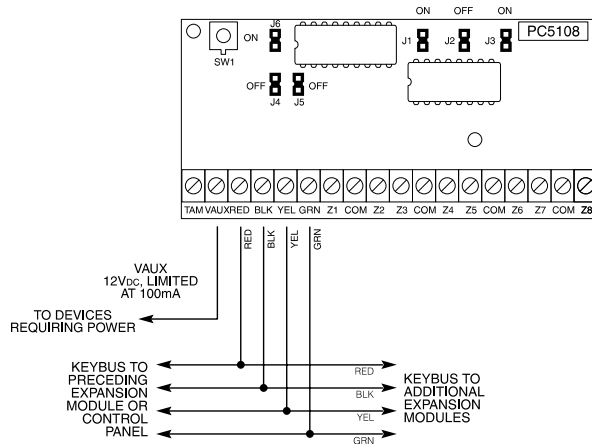 ON OFF ON
J6
ON
PC5108
J1 J2 J3
SW1
OFF OFF
J4 J5
TAM VAUX RED BLK YEL GRN Z1 COM Z2 Z3 COM Z4 Z5 COM Z6 Z7 COM Z8
RED BLK YEL GRN
VAUX
12VDC, LIMITED
AT 100mA
TO DEVICES
REQUIRING POWER
KEYBUS TO
PRECEDING
EXPANSION
MODULE OR
CONTROL
PANEL
RED
BLK
YEL
GRN
KEYBUS TO
ADDITIONAL
EXPANSION
MODULES